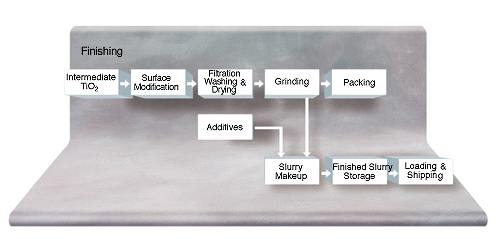 Finishing
Intermediate
TiO2
Surface
Modification
Filtration
Washing &
Drying
Grinding
Packing
Additives
Slurry
Makeup
Finished Slurry
Storage
Loading &
Shipping